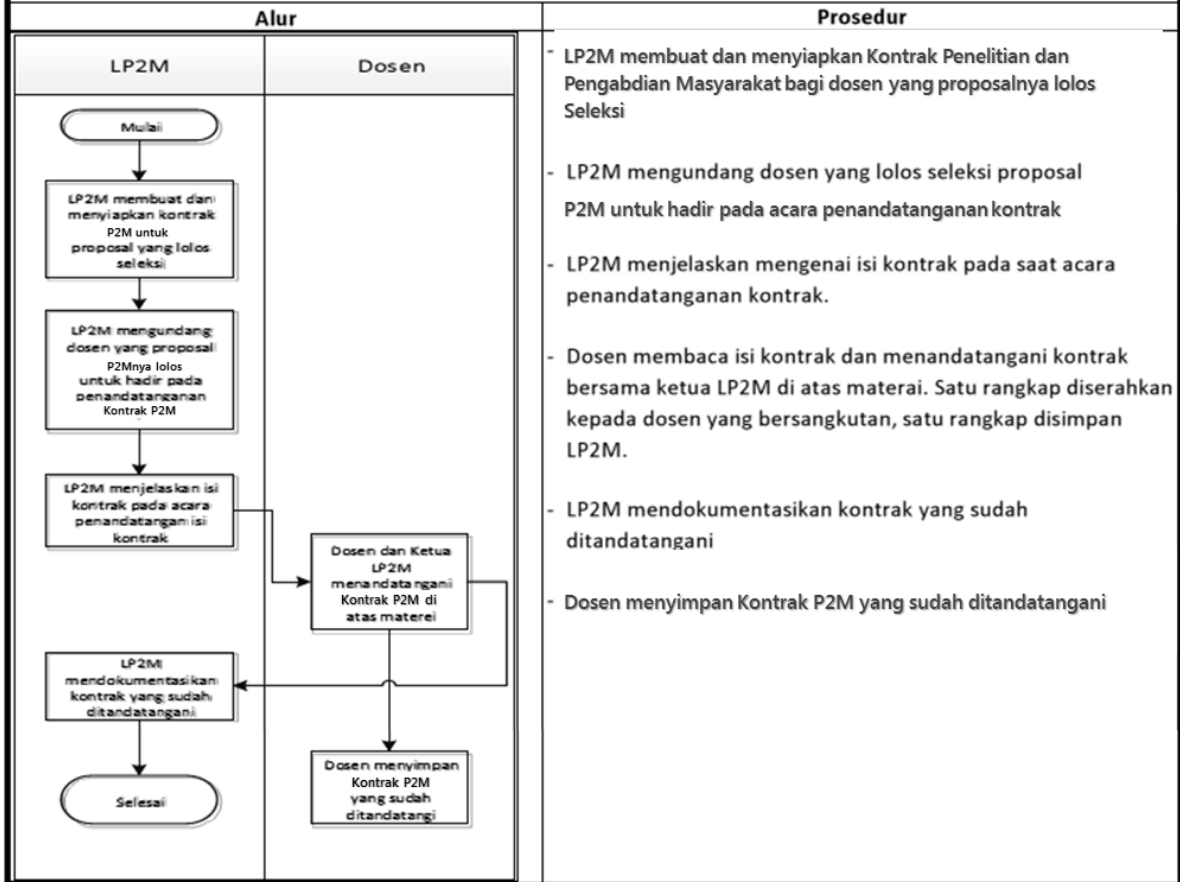 Alur
Prosedur
LP2M
Dosen
Mulai
LP2M membuat dan
menyiapkan kontrak
P2M untuk
proposal yang lolos
seleksi
LP2M mengundang
dosen yang proposal
P2Mnya lolos
untuk hadir pada
penandatanganan
Kontrak P2M
LP2M menjelaskan isi
kontrak pada acara
penandatangan isi
kontrak
Dosen dan Ketua
LP2M
menandatangani
Kontrak P2M di
atas materei
LP2M
mendokumentasikan
kontrak yang sudah
ditandatangani
Dosen menyimpan
Kontrak P2M
yang sudah
ditandatangi
Selesai
- LP2M membuat dan menyiapkan Kontrak Penelitian dan
Pengabdian Masyarakat bagi dosen yang proposalnya lolos
Seleksi
- LP2M mengundang dosen yang lolos seleksi proposal
P2M untuk hadir pada acara penandatanganan kontrak
- LP2M menjelaskan mengenai isi kontrak pada saat acara
penandatanganan kontrak.
- Dosen membaca isi kontrak dan menandatangani kontrak
bersama ketua LP2M di atas materai. Satu rangkap diserahkan
kepada dosen yang bersangkutan, satu rangkap disimpan
LP2M.
- LP2M mendokumentasikan kontrak yang sudah
ditandatangani
- Dosen menyimpan Kontrak P2M yang sudah ditandatangani